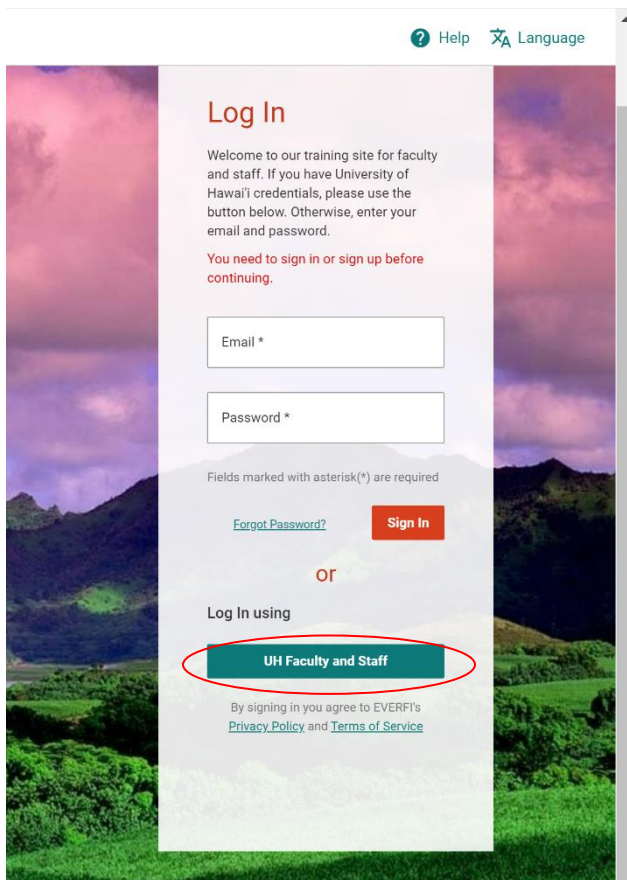 Help
Language
Log In
Welcome to our training site for faculty
and staff. If you have University of
Hawai'i credentials, please use the
button below. Otherwise, enter your
email and password.
You need to sign in or sign up before
continuing.
Email *
Password *
Fields marked with asterisk(*) are required
Forgot Password?
Sign In
or
Log In using
UH Faculty and Staff
By signing in you agree to EVERFI's
Privacy Policy and Terms of Service